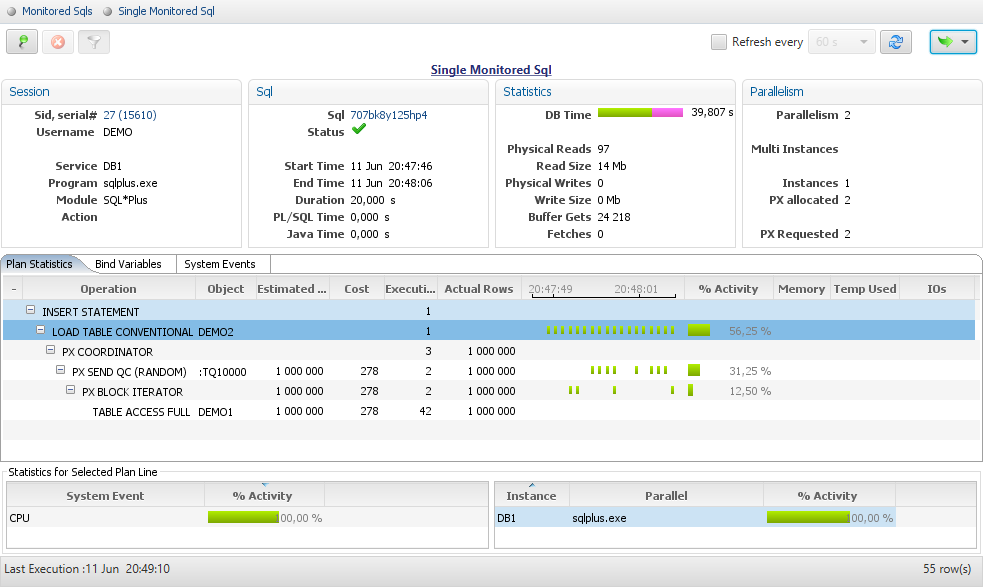 Monitored Sqls Single Monitored Sql
Refresh every 60 s
Single Monitored Sql
Session
Sid, serial# 27 (15610)
Username DEMO
Service DB1
Program sqlplus.exe
Module SQL*Plus
Action
Sql
Sql 707bk8y125hp4
Status
Start Time 11 Jun 20:47:46
End Time 11 Jun 20:48:06
Duration 20,000 s
PL/SQL Time 0,000 s
Java Time 0,000 s
Statistics
DB Time 39,807 s
Physical Reads 97
Read Size 14 Mb
Physical Writes 0
Write Size 0 Mb
Buffer Gets 24 218
Fetches 0
Parallelism
Parallelism 2
Multi Instances
Instances 1
PX allocated 2
PX Requested 2
Plan Statistics Bind Variables System Events
- Operation Object Estimated ... Cost Executi... Actual Rows 20:47:49 20:48:01 % Activity Memory Temp Used IOs
INSERT STATEMENT 1
LOAD TABLE CONVENTIONAL DEMO2 1 56,25 %
PX COORDINATOR 3 1 000 000
PX SEND QC (RANDOM) :TQ10000 1 000 000 278 2 1 000 000 31,25 %
PX BLOCK ITERATOR 1 000 000 278 2 1 000 000 12,50 %
TABLE ACCESS FULL DEMO1 1 000 000 278 42 1 000 000
Statistics for Selected Plan Line
System Event % Activity
CPU 100,00 %
Instance Parallel % Activity
DB1 sqlplus.exe 100,00 %
Last Execution :11 Jun 20:49:10 55 row(s)